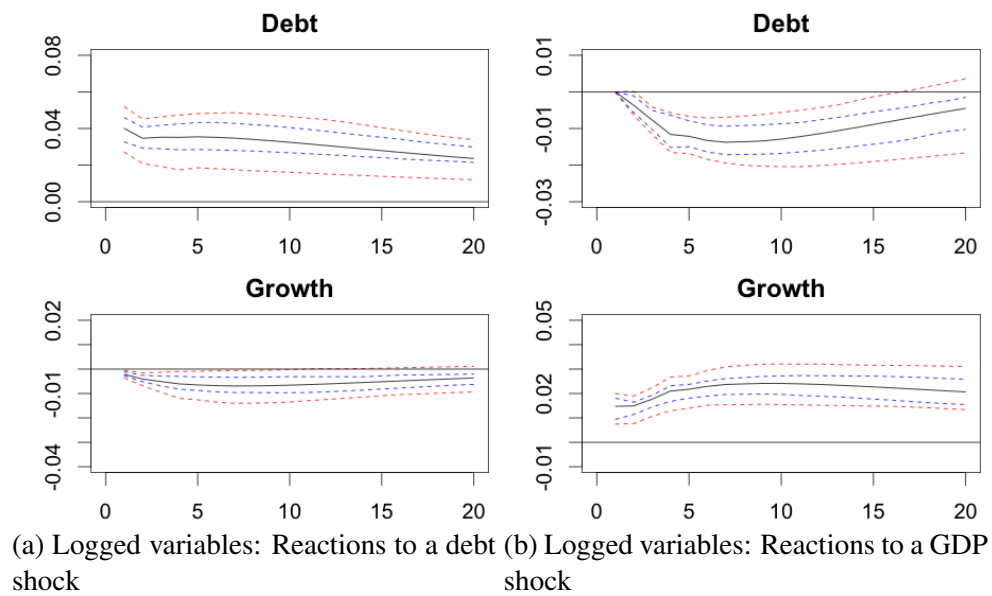 Debt
0.08
0.04
0.00
0 5 10 15 20
Debt
0.01
-0.01
-0.03
0 5 10 15 20
Growth
0.02
-0.01
-0.04
0 5 10 15 20
Growth
0.05
0.02
-0.01
0 5 10 15 20
(a) Logged variables: Reactions to a debt
shock
(b) Logged variables: Reactions to a GDP
shock